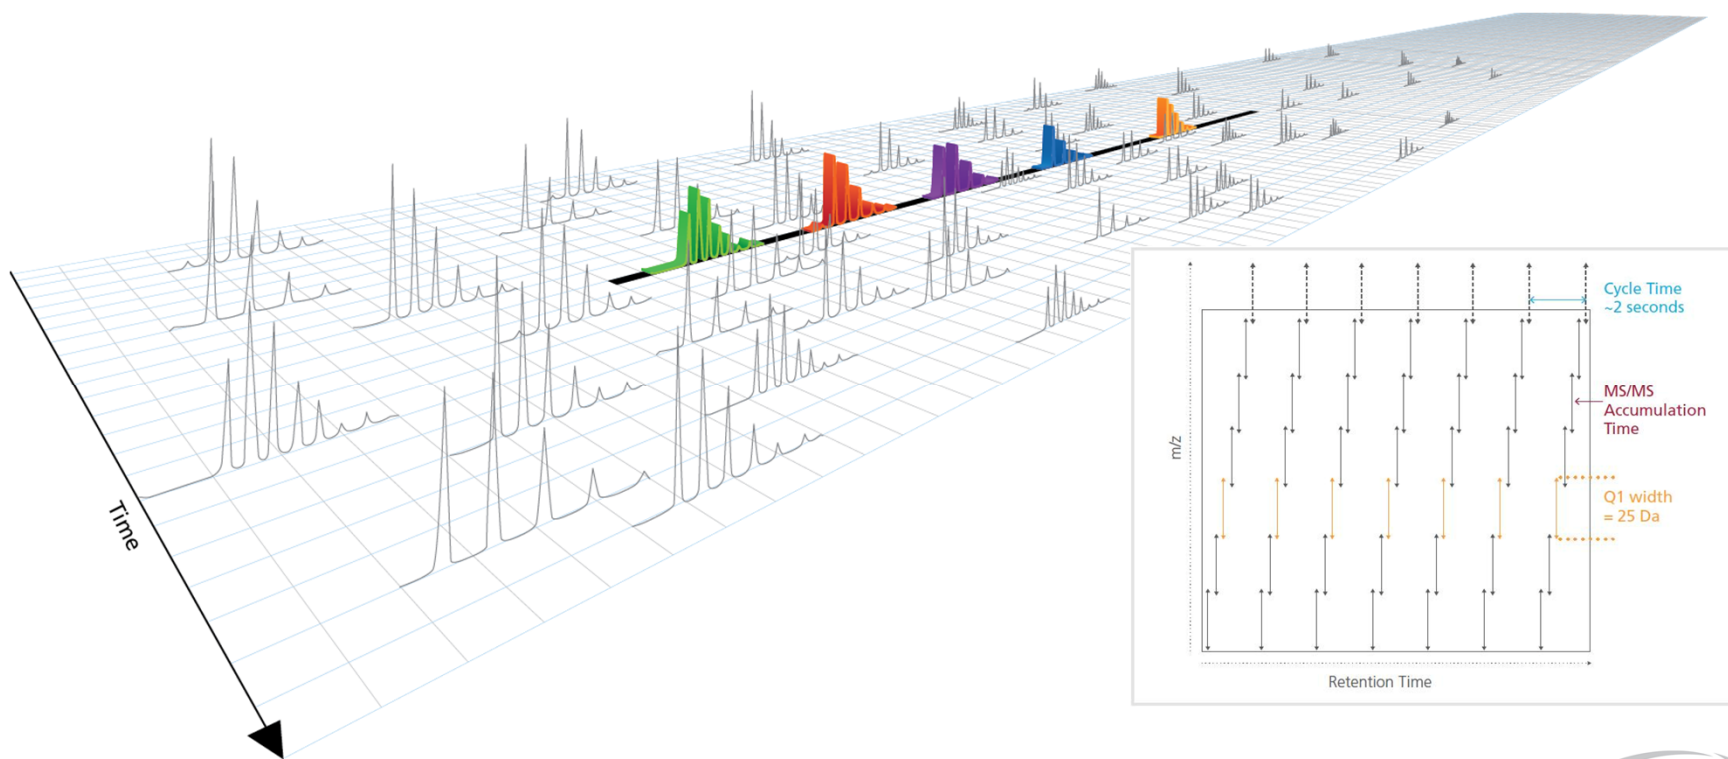 Time
m/z
Retention Time
Cycle Time
~2 seconds
MS/MS
Accumulation
Time
Q1 width
= 25 Da